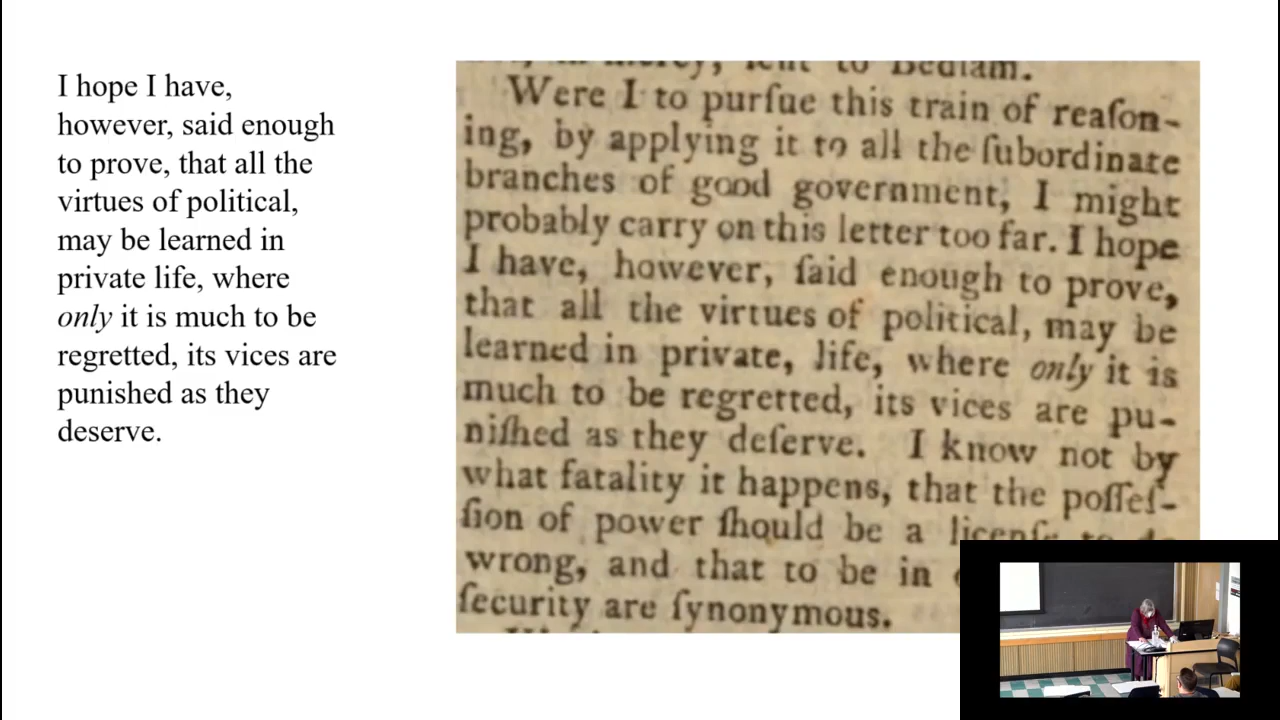 I hope I have,
however, said enough
to prove, that all the
virtues of political,
may be learned in
private life, where
only it is much to be
regretted, its vices are
punished as they
deserve.
to Bedlam.
Were I to purſue this train of reaſon-
ing, by applying it to all the ſubordinate
branches of good government, I might
probably carry on this letter too far. I hope
I have, however, ſaid enough to prove,
that all the virtues of political, may be
learned in private, life, where only it is
much to be regretted, its vices are pu-
niſhed as they deſerve. I know not by
what fatality it happens, that the poſſeſ-
ſion of power ſhould be a licenſe to
wrong, and that to be in
ſecurity are ſynonymous.